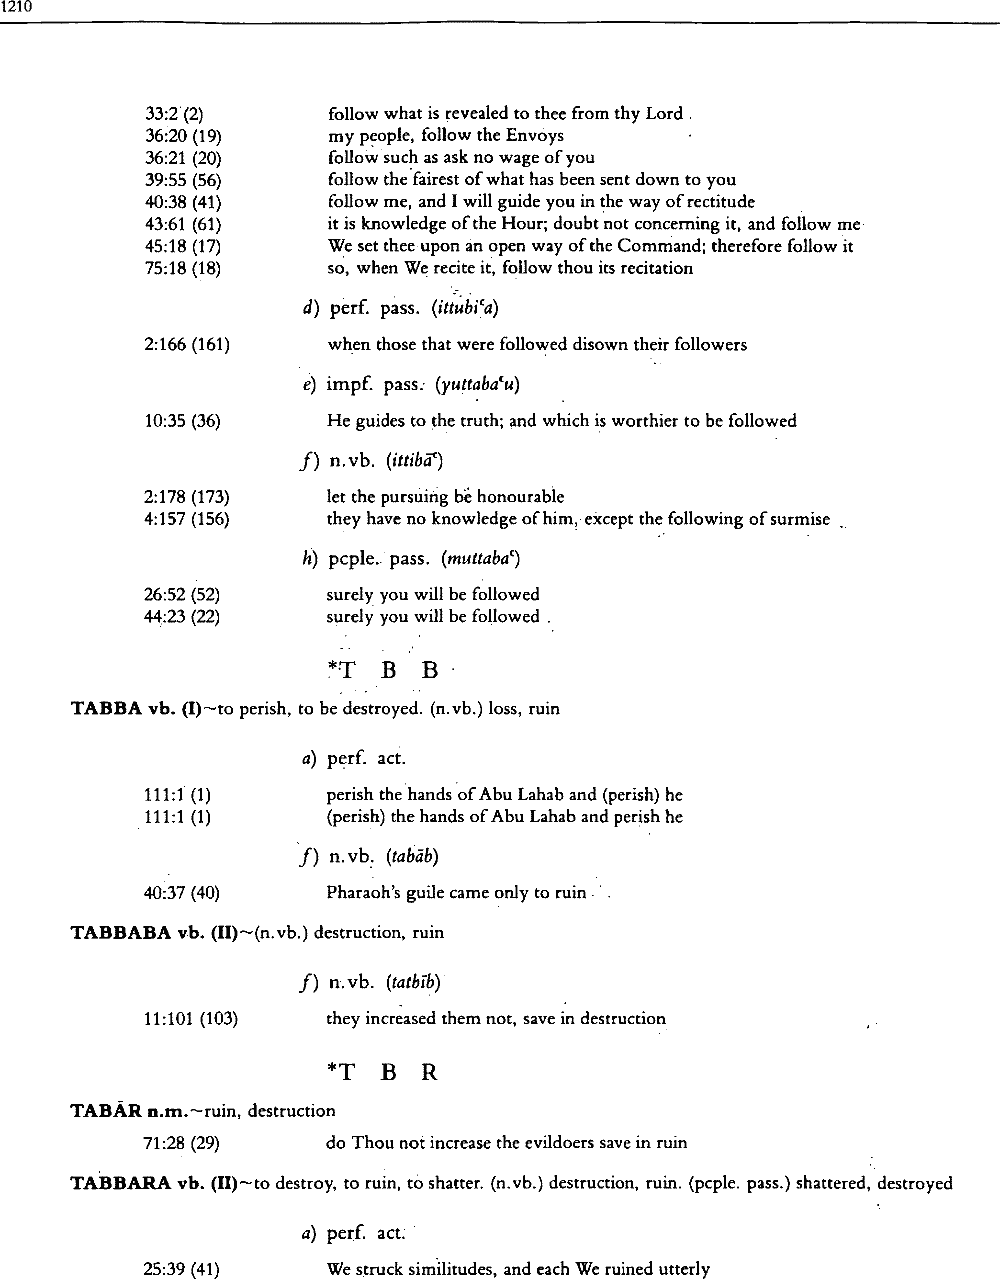 1210
33:2 (2) follow what is revealed to thee from thy Lord
36:20 (19) my people, follow the Envoys
36:21 (20) follow such as ask no wage of you
39:55 (56) follow the fairest of what has been sent down to you
40:38 (41) follow me, and I will guide you in the way of rectitude
43:61 (61) it is knowledge of the Hour; doubt not concerning it, and follow me
45:18 (17) We set thee upon an open way of the Command; therefore follow it
75:18 (18) so, when We recite it, follow thou its recitation
d) perf. pass. (ittubiʿa)
2:166 (161) when those that were followed disown their followers
e) impf. pass. (yuttabaʿu)
10:35 (36) He guides to the truth; and which is worthier to be followed
f) n.vb. (ittibāʿ)
2:178 (173) let the pursuing be honourable
4:157 (156) they have no knowledge of him, except the following of surmise
h) pcple. pass. (muttabaʿ)
26:52 (52) surely you will be followed
44:23 (22) surely you will be followed
*T B B
TABBA vb. (I)~to perish, to be destroyed. (n.vb.) loss, ruin
a) perf. act.
111:1 (1) perish the hands of Abu Lahab and (perish) he
111:1 (1) (perish) the hands of Abu Lahab and perish he
f) n.vb. (tabāb)
40:37 (40) Pharaoh's guile came only to ruin
TABBABA vb. (II)~(n.vb.) destruction, ruin
f) n.vb. (tatbīb)
11:101 (103) they increased them not, save in destruction
*T B R
TABĀR n.m.~ruin, destruction
71:28 (29) do Thou not increase the evildoers save in ruin
TABBARA vb. (II)~to destroy, to ruin, to shatter. (n.vb.) destruction, ruin. (pcple. pass.) shattered, destroyed
a) perf. act.
25:39 (41) We struck similitudes, and each We ruined utterly